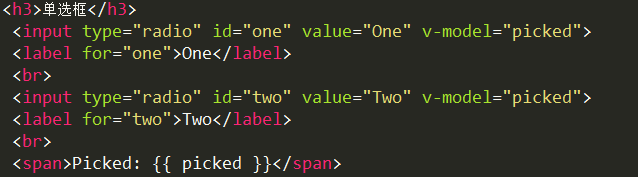 <h3>单选框</h3>
<input type="radio" id="one" value="One" v-model="picked">
<label for="one">One</label>
<br>
<input type="radio" id="two" value="Two" v-model="picked">
<label for="two">Two</label>
<br>
<span>Picked: {{ picked }}</span>